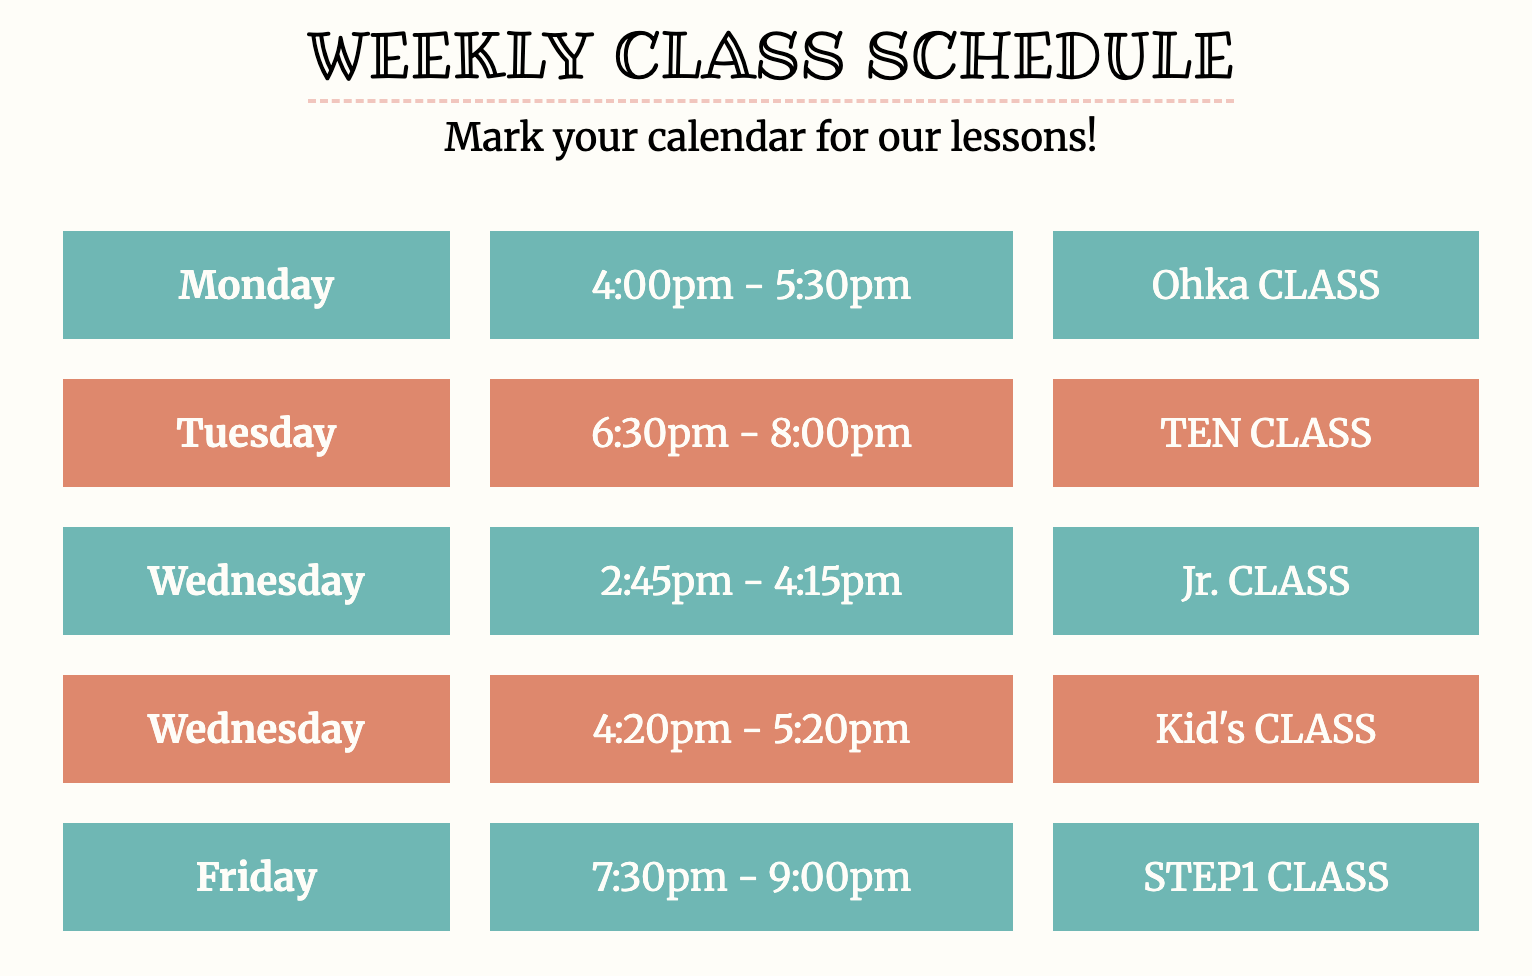 WEEKLY CLASS SCHEDULE
Mark your calendar for our lessons!
Monday 4:00pm - 5:30pm Ohka CLASS
Tuesday 6:30pm - 8:00pm TEN CLASS
Wednesday 2:45pm - 4:15pm Jr. CLASS
Wednesday 4:20pm - 5:20pm Kid's CLASS
Friday 7:30pm - 9:00pm STEP1 CLASS